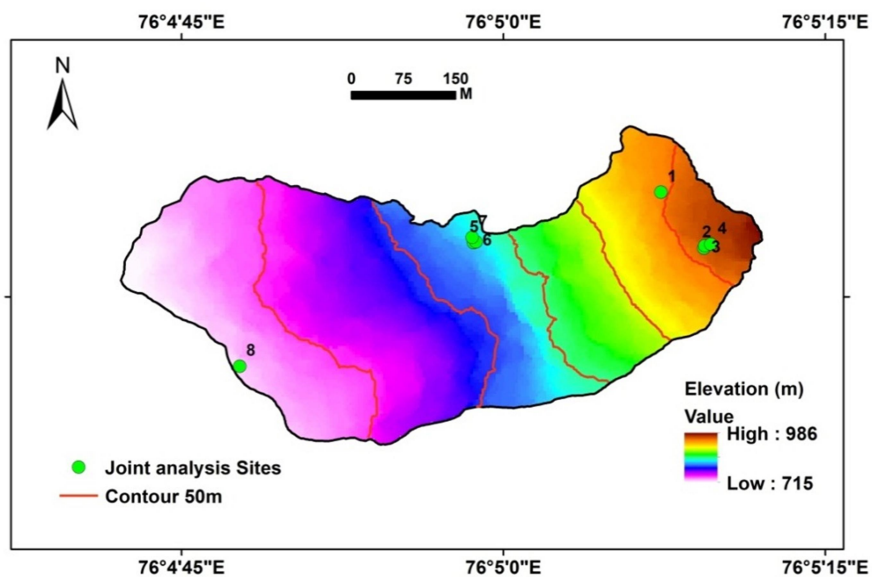 76°4'45"E 76°5'0"E 76°5'15"E
N
0 75 150
M
1
2 4
3
5 7
6
8
Elevation (m)
Value
High : 986
Low : 715
Joint analysis Sites
Contour 50m
76°4'45"E 76°5'0"E 76°5'15"E